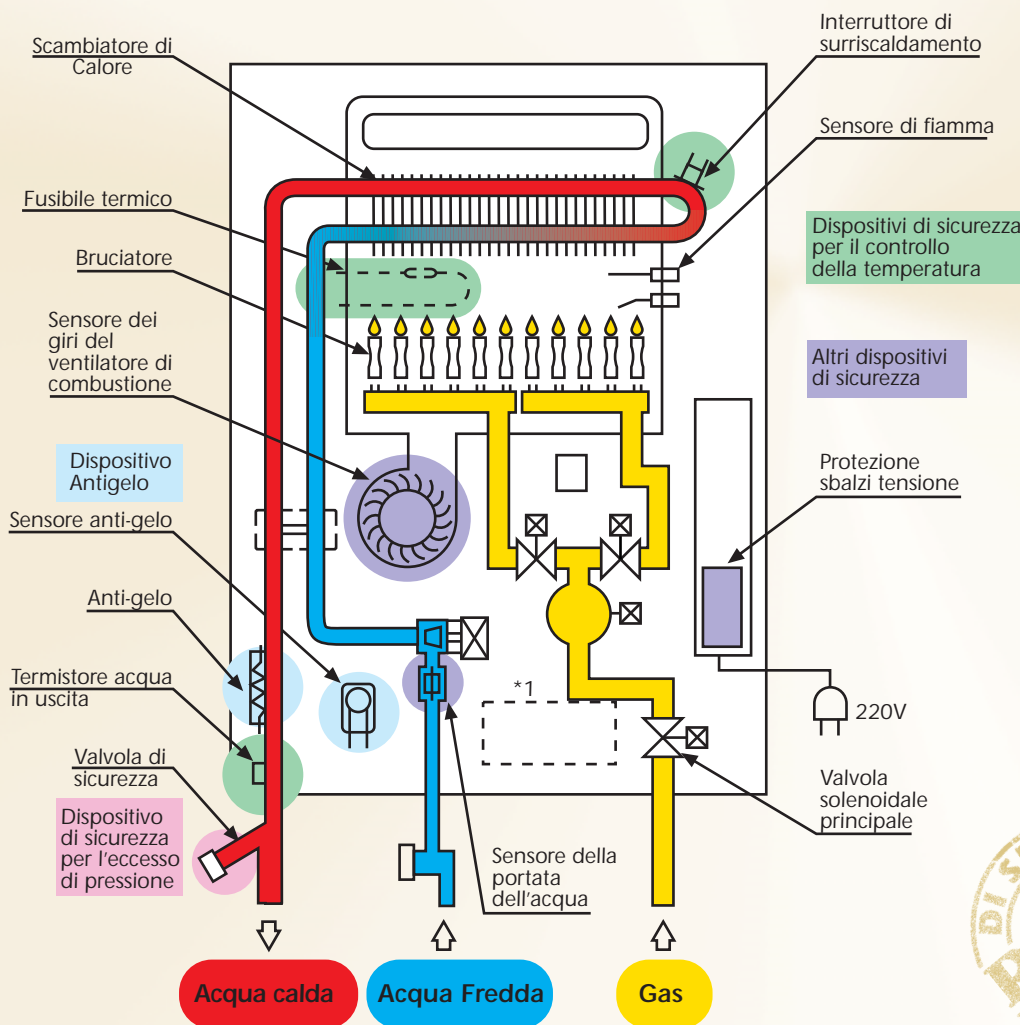 Interruttore di
surriscaldamento
Scambiatore di
Calore
Sensore di fiamma
Fusibile termico
Dispositivi di sicurezza
per il controllo
della temperatura
Bruciatore
Sensore dei
giri del
ventilatore di
combustione
Altri dispositivi
di sicurezza
Dispositivo
Antigelo
Protezione
sbalzi tensione
Sensore anti-gelo
Anti-gelo
Termistore acqua
in uscita
*1
220V
Valvola di
sicurezza
Valvola
solenoidale
principale
Dispositivo
di sicurezza
per l'eccesso
di pressione
Sensore della
portata
dell'acqua
Acqua calda
Acqua Fredda
Gas
DI